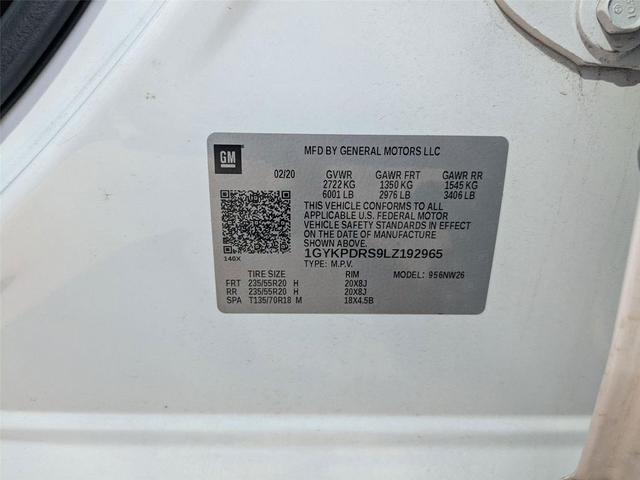 GM
MFD BY GENERAL MOTORS LLC
02/20 GVWR GAWR FRT GAWR RR
2722 KG 1350 KG 1545 KG
6001 LB 2976 LB 3406 LB
THIS VEHICLE CONFORMS TO ALL
APPLICABLE U.S. FEDERAL MOTOR
VEHICLE SAFETY STANDARDS IN
EFFECT ON THE DATE OF MANUFACTURE
SHOWN ABOVE.
140X
1GYKPDRS9LZ192965
TYPE: M.P.V.
TIRE SIZE RIM MODEL: 956NW26
FRT 235/55R20 H 20X8J
RR 235/55R20 H 20X8J
SPA T135/70R18 M 18X4.5B